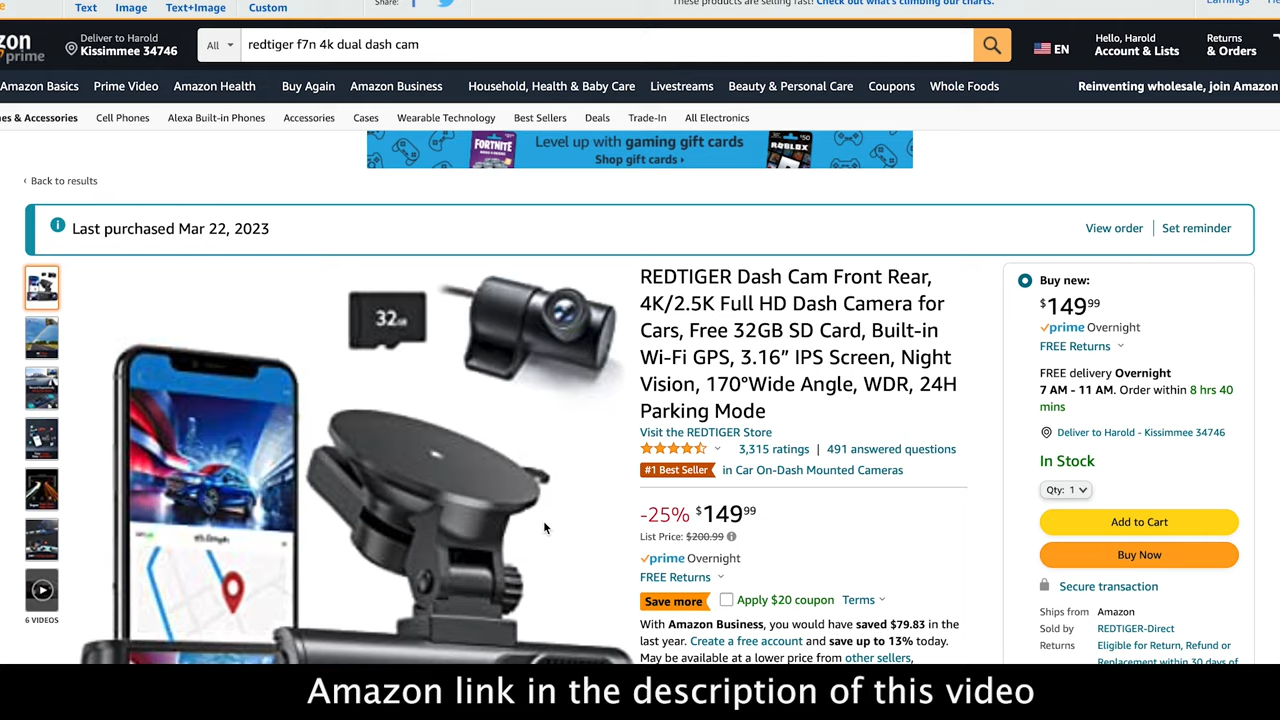 Text Image Text+Image Custom
Share:
These products are selling fast! Check out what's climbing our charts.
Earnings
zon prime
Deliver to Harold
Kissimmee 34746
All redtiger f7n 4k dual dash cam
EN
Hello, Harold
Account & Lists
Returns
& Orders
Amazon Basics Prime Video Amazon Health Buy Again Amazon Business Household, Health & Baby Care Livestreams Beauty & Personal Care Coupons Whole Foods Reinventing wholesale, join Amazon
es & Accessories Cell Phones Alexa Built-in Phones Accessories Cases Wearable Technology Best Sellers Deals Trade-In All Electronics
FORTNITE
Level up with gaming gift cards
Shop gift cards ›
$50
ROBLOX
‹ Back to results
Last purchased Mar 22, 2023
View order | Set reminder
32GB
6 VIDEOS
REDTIGER Dash Cam Front Rear,
4K/2.5K Full HD Dash Camera for
Cars, Free 32GB SD Card, Built-in
Wi-Fi GPS, 3.16” IPS Screen, Night
Vision, 170°Wide Angle, WDR, 24H
Parking Mode
Visit the REDTIGER Store
3,315 ratings | 491 answered questions
#1 Best Seller in Car On-Dash Mounted Cameras
-25% $149.99
List Price: $200.99
prime Overnight
FREE Returns
Save more Apply $20 coupon Terms
With Amazon Business, you would have saved $79.83 in the
last year. Create a free account and save up to 13% today.
May be available at a lower price from other sellers,
Buy new:
$149.99
prime Overnight
FREE Returns
FREE delivery Overnight
7 AM - 11 AM. Order within 8 hrs 40
mins
Deliver to Harold - Kissimmee 34746
In Stock
Qty: 1
Add to Cart
Buy Now
Secure transaction
Ships from Amazon
Sold by REDTIGER-Direct
Returns Eligible for Return, Refund or
Replacement within 30 days of
Amazon link in the description of this video